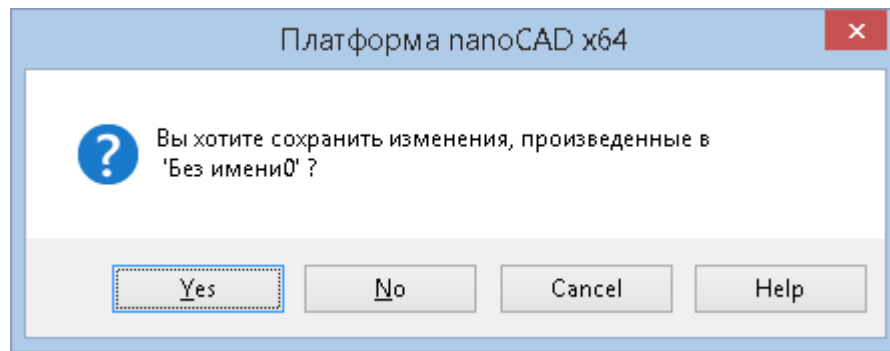 Платформа nanoCAD x64
Вы хотите сохранить изменения, произведенные в
'Без имени0' ?
Yes No Cancel Help